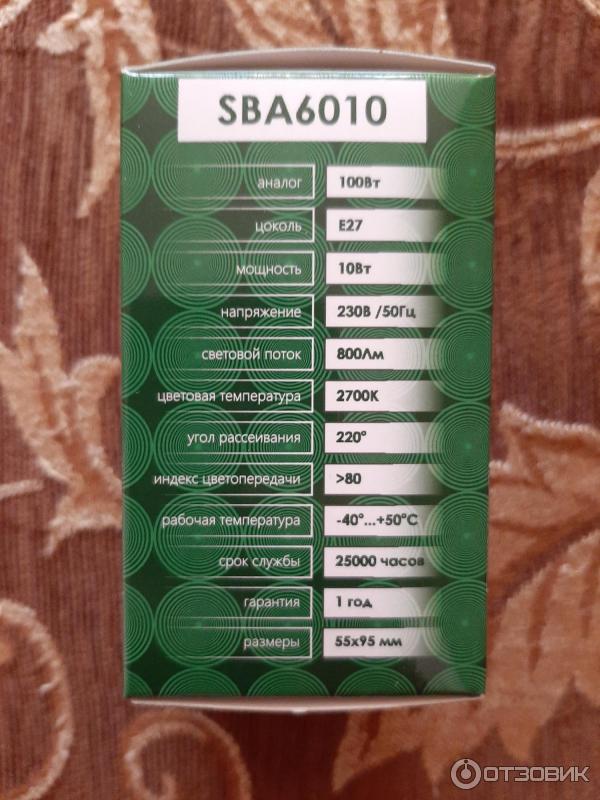 SBA6010
аналог 100Вт
цоколь E27
мощность 10Вт
напряжение 230В /50Гц
световой поток 800Лм
цветовая температура 2700К
угол рассеивания 220°
индекс цветопередачи >80
рабочая температура -40°...+50°С
срок службы 25000 часов
гарантия 1 год
размеры 55х95 мм
ОТЗОВИК